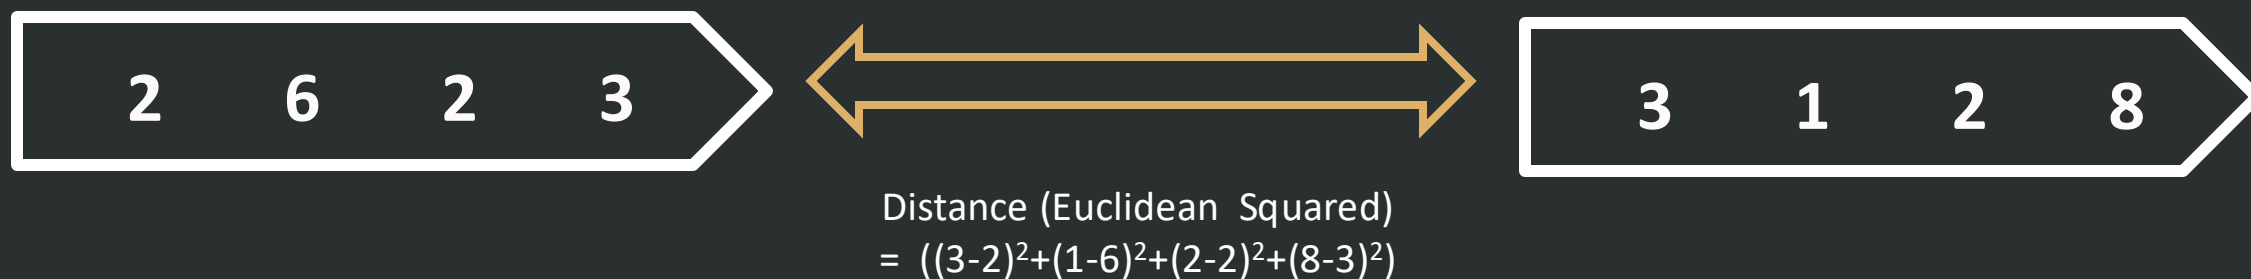 2 6 2 3
3 1 2 8
Distance (Euclidean Squared)
= ((3-2)²+(1-6)²+(2-2)²+(8-3)²)